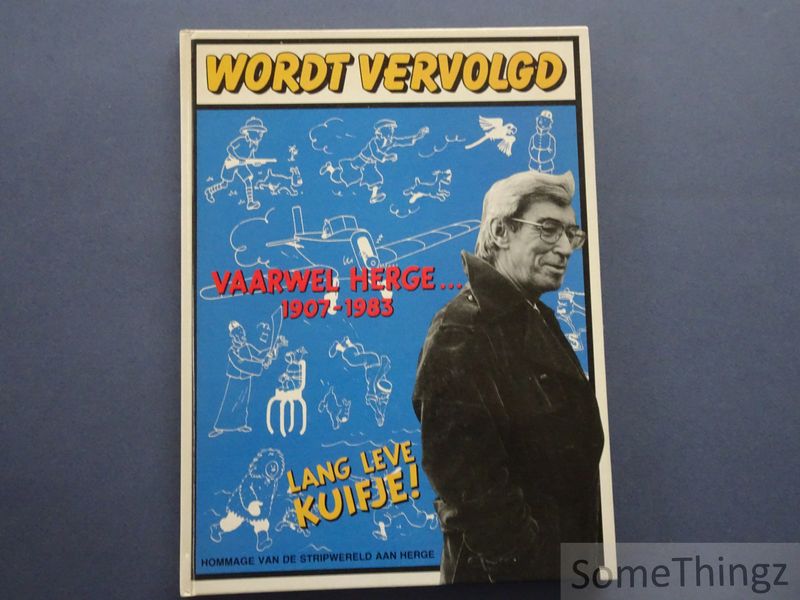 WORDT VERVOLGD
VAARWEL HERGE...
1907-1983
LANG LEVE
KUIFJE!
HOMMAGE VAN DE STRIPWERELD AAN HERGE
SomeThingz